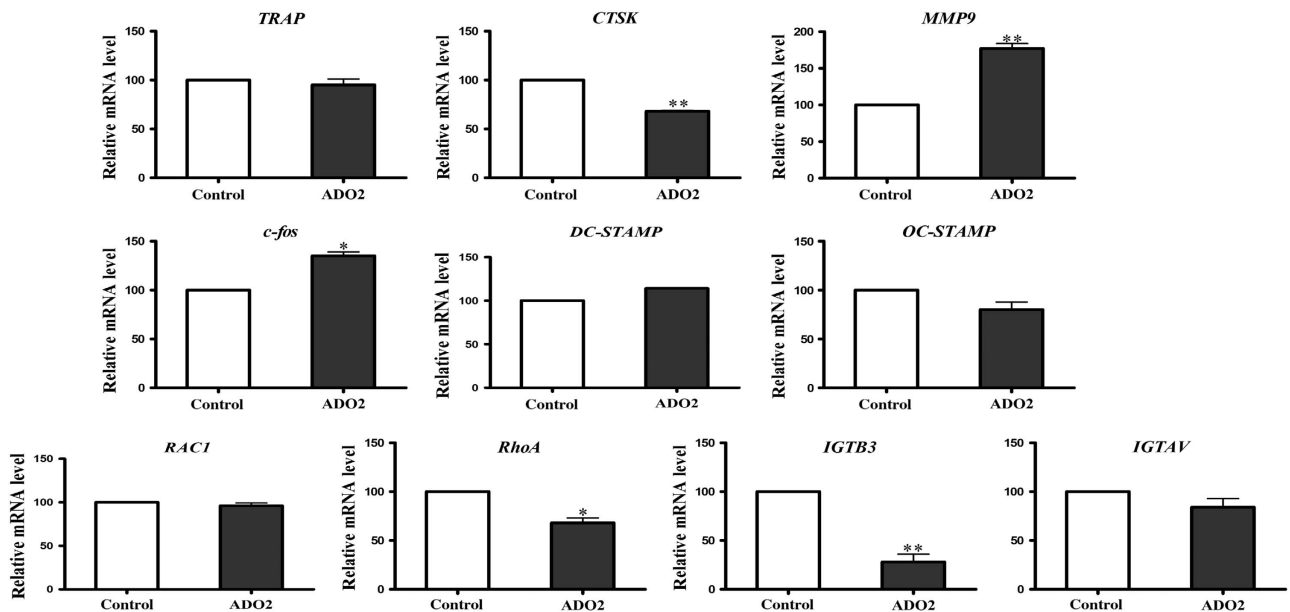 TRAP
CTSK
MMP9
Relative mRNA level
150
100
50
0
Control
ADO2
Relative mRNA level
150
100
50
0
**
Control
ADO2
Relative mRNA level
200
150
100
50
0
**
Control
ADO2
c-fos
DC-STAMP
OC-STAMP
Relative mRNA level
150
100
50
0
*
Control
ADO2
Relative mRNA level
150
100
50
0
Control
ADO2
Relative mRNA level
150
100
50
0
Control
ADO2
RAC1
RhoA
IGTB3
IGTAV
Relative mRNA level
150
100
50
0
Control
ADO2
Relative mRNA level
150
100
50
0
*
Control
ADO2
Relative mRNA level
150
100
50
0
**
Control
ADO2
Relative mRNA level
150
100
50
0
Control
ADO2